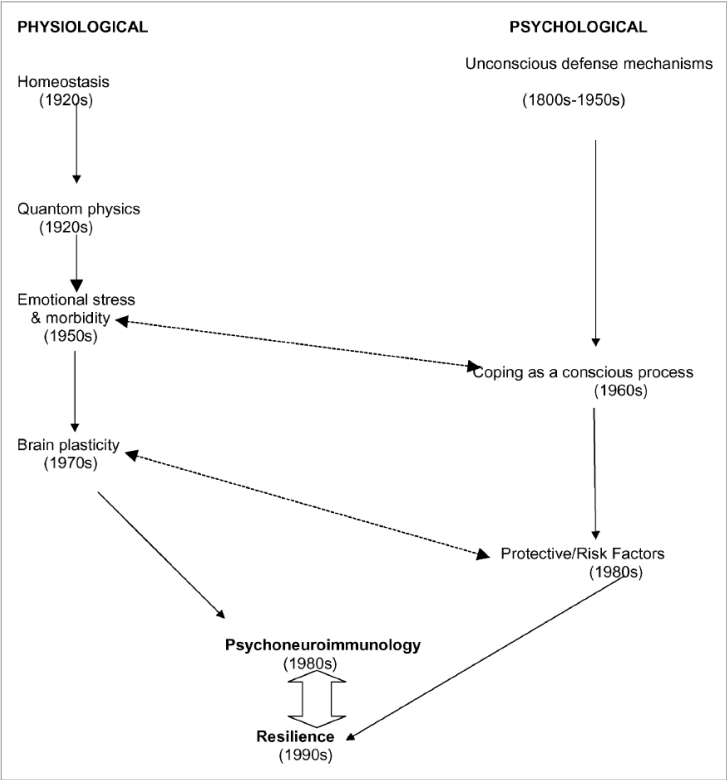 PHYSIOLOGICAL
Homeostasis
(1920s)
Quantom physics
(1920s)
Emotional stress
& morbidity
(1950s)
Brain plasticity
(1970s)
PSYCHOLOGICAL
Unconscious defense mechanisms
(1800s-1950s)
Coping as a conscious process
(1960s)
Protective/Risk Factors
(1980s)
Psychoneuroimmunology
(1980s)
Resilience
(1990s)